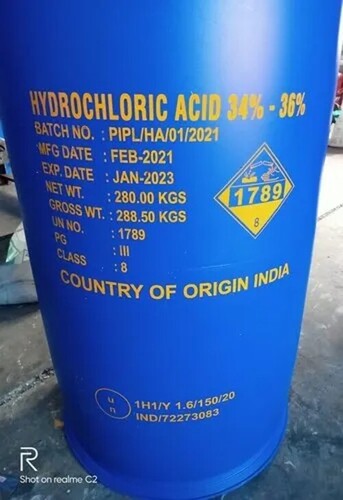 HYDROCHLORIC ACID 34% - 36%
BATCH NO. : PIPL/HA/01/2021
MFG DATE : FEB-2021
EXP. DATE : JAN-2023
NET WT. : 280.00 KGS
GROSS WT. : 288.50 KGS
UN NO. : 1789
PG : III
CLASS : 8
1789
8
COUNTRY OF ORIGIN INDIA
u
n
1H1/Y 1.6/150/20
IND/72273083
R
Shot on realme C2